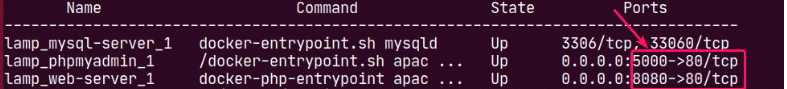 Name Command State Ports
--------------------------------------------------------------------------------
lamp_mysql-server_1 docker-entrypoint.sh mysqld Up 3306/tcp, 33060/tcp
lamp_phpmyadmin_1 /docker-entrypoint.sh apac ... Up 0.0.0.0:5000->80/tcp
lamp_web-server_1 docker-php-entrypoint apac ... Up 0.0.0.0:8080->80/tcp